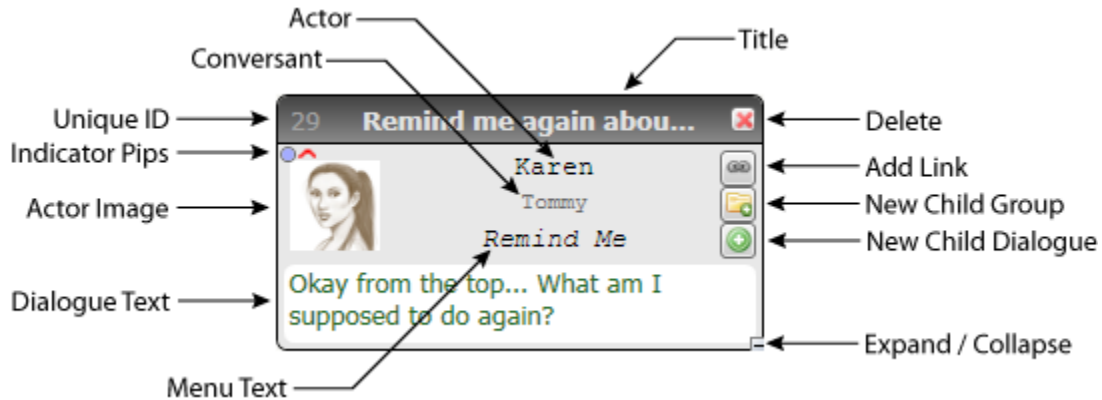 Actor
Title
Conversant
Unique ID
29 Remind me again abou...
Delete
Indicator Pips
Karen
Add Link
Actor Image
Tommy
New Child Group
Remind Me
New Child Dialogue
Dialogue Text
Okay from the top... What am I
supposed to do again?
Expand / Collapse
Menu Text